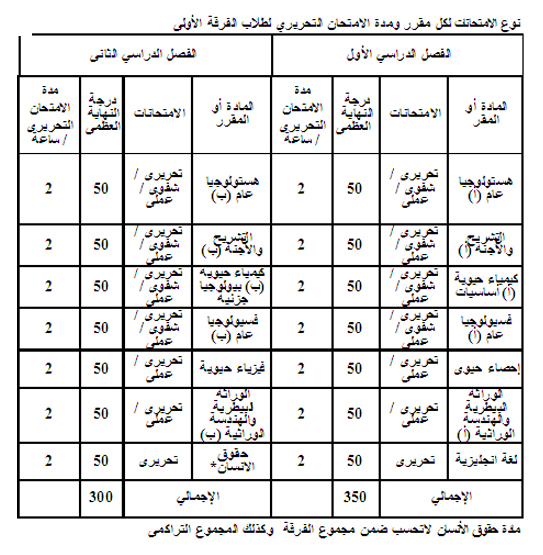 نوع الامتحانات لكل مقرر ومدة الامتحان التحريري لطلاب الفرقة الأولى
الفصل الدراسي الأول
الفصل الدراسي الثانى
المادة أو
المقرر
الامتحانات
درجة
النهاية
العظمى
مدة
الامتحان
التحريرى
/ ساعة
المادة أو
المقرر
الامتحانات
درجة
النهاية
العظمى
مدة
الامتحان
التحريرى
/ ساعة
هستولوجيا
عام (أ)
تحريرى /
شفوى /
عملى
50
2
هستولوجيا
عام (ب)
تحريرى /
شفوى /
عملى
50
2
التشريح
والأجنة (أ)
تحريرى /
شفوى /
عملى
50
2
التشريح
والأجنة (ب)
تحريرى /
شفوى /
عملى
50
2
كيمياء حيوية
(أ) أساسيات
تحريرى /
شفوى /
عملى
50
2
كيمياء حيوية
(ب) بيولوجيا
جزئية
تحريرى /
شفوى /
عملى
50
2
فسيولوجيا
عام (أ)
تحريرى /
شفوى /
عملى
50
2
فسيولوجيا
عام (ب)
تحريرى /
شفوى /
عملى
50
2
إحصاء حيوى
تحريرى /
عملى
50
2
فيزياء حيوية
تحريرى /
عملى
50
2
الوراثة
البيطرية
والهندسة
الوراثية (أ)
تحريرى /
عملى
50
2
الوراثة
البيطرية
والهندسة
الوراثية (ب)
تحريرى /
عملى
50
2
لغة انجليزية
تحريرى
50
2
حقوق
الانسان*
تحريرى
50
2
الإجمالي
350
الإجمالي
300
مدة حقوق الأنسان لاتحسب ضمن مجموع الفرقة وكذلك المجموع التراكمى